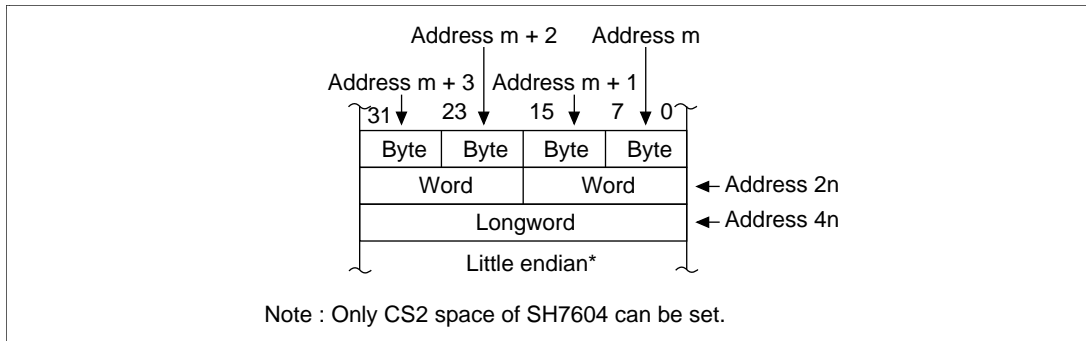 Address m + 2 Address m
Address m + 3 Address m + 1
31 23 15 7 0
Byte Byte Byte Byte
Word Word Address 2n
Longword Address 4n
Little endian*
Note : Only CS2 space of SH7604 can be set.